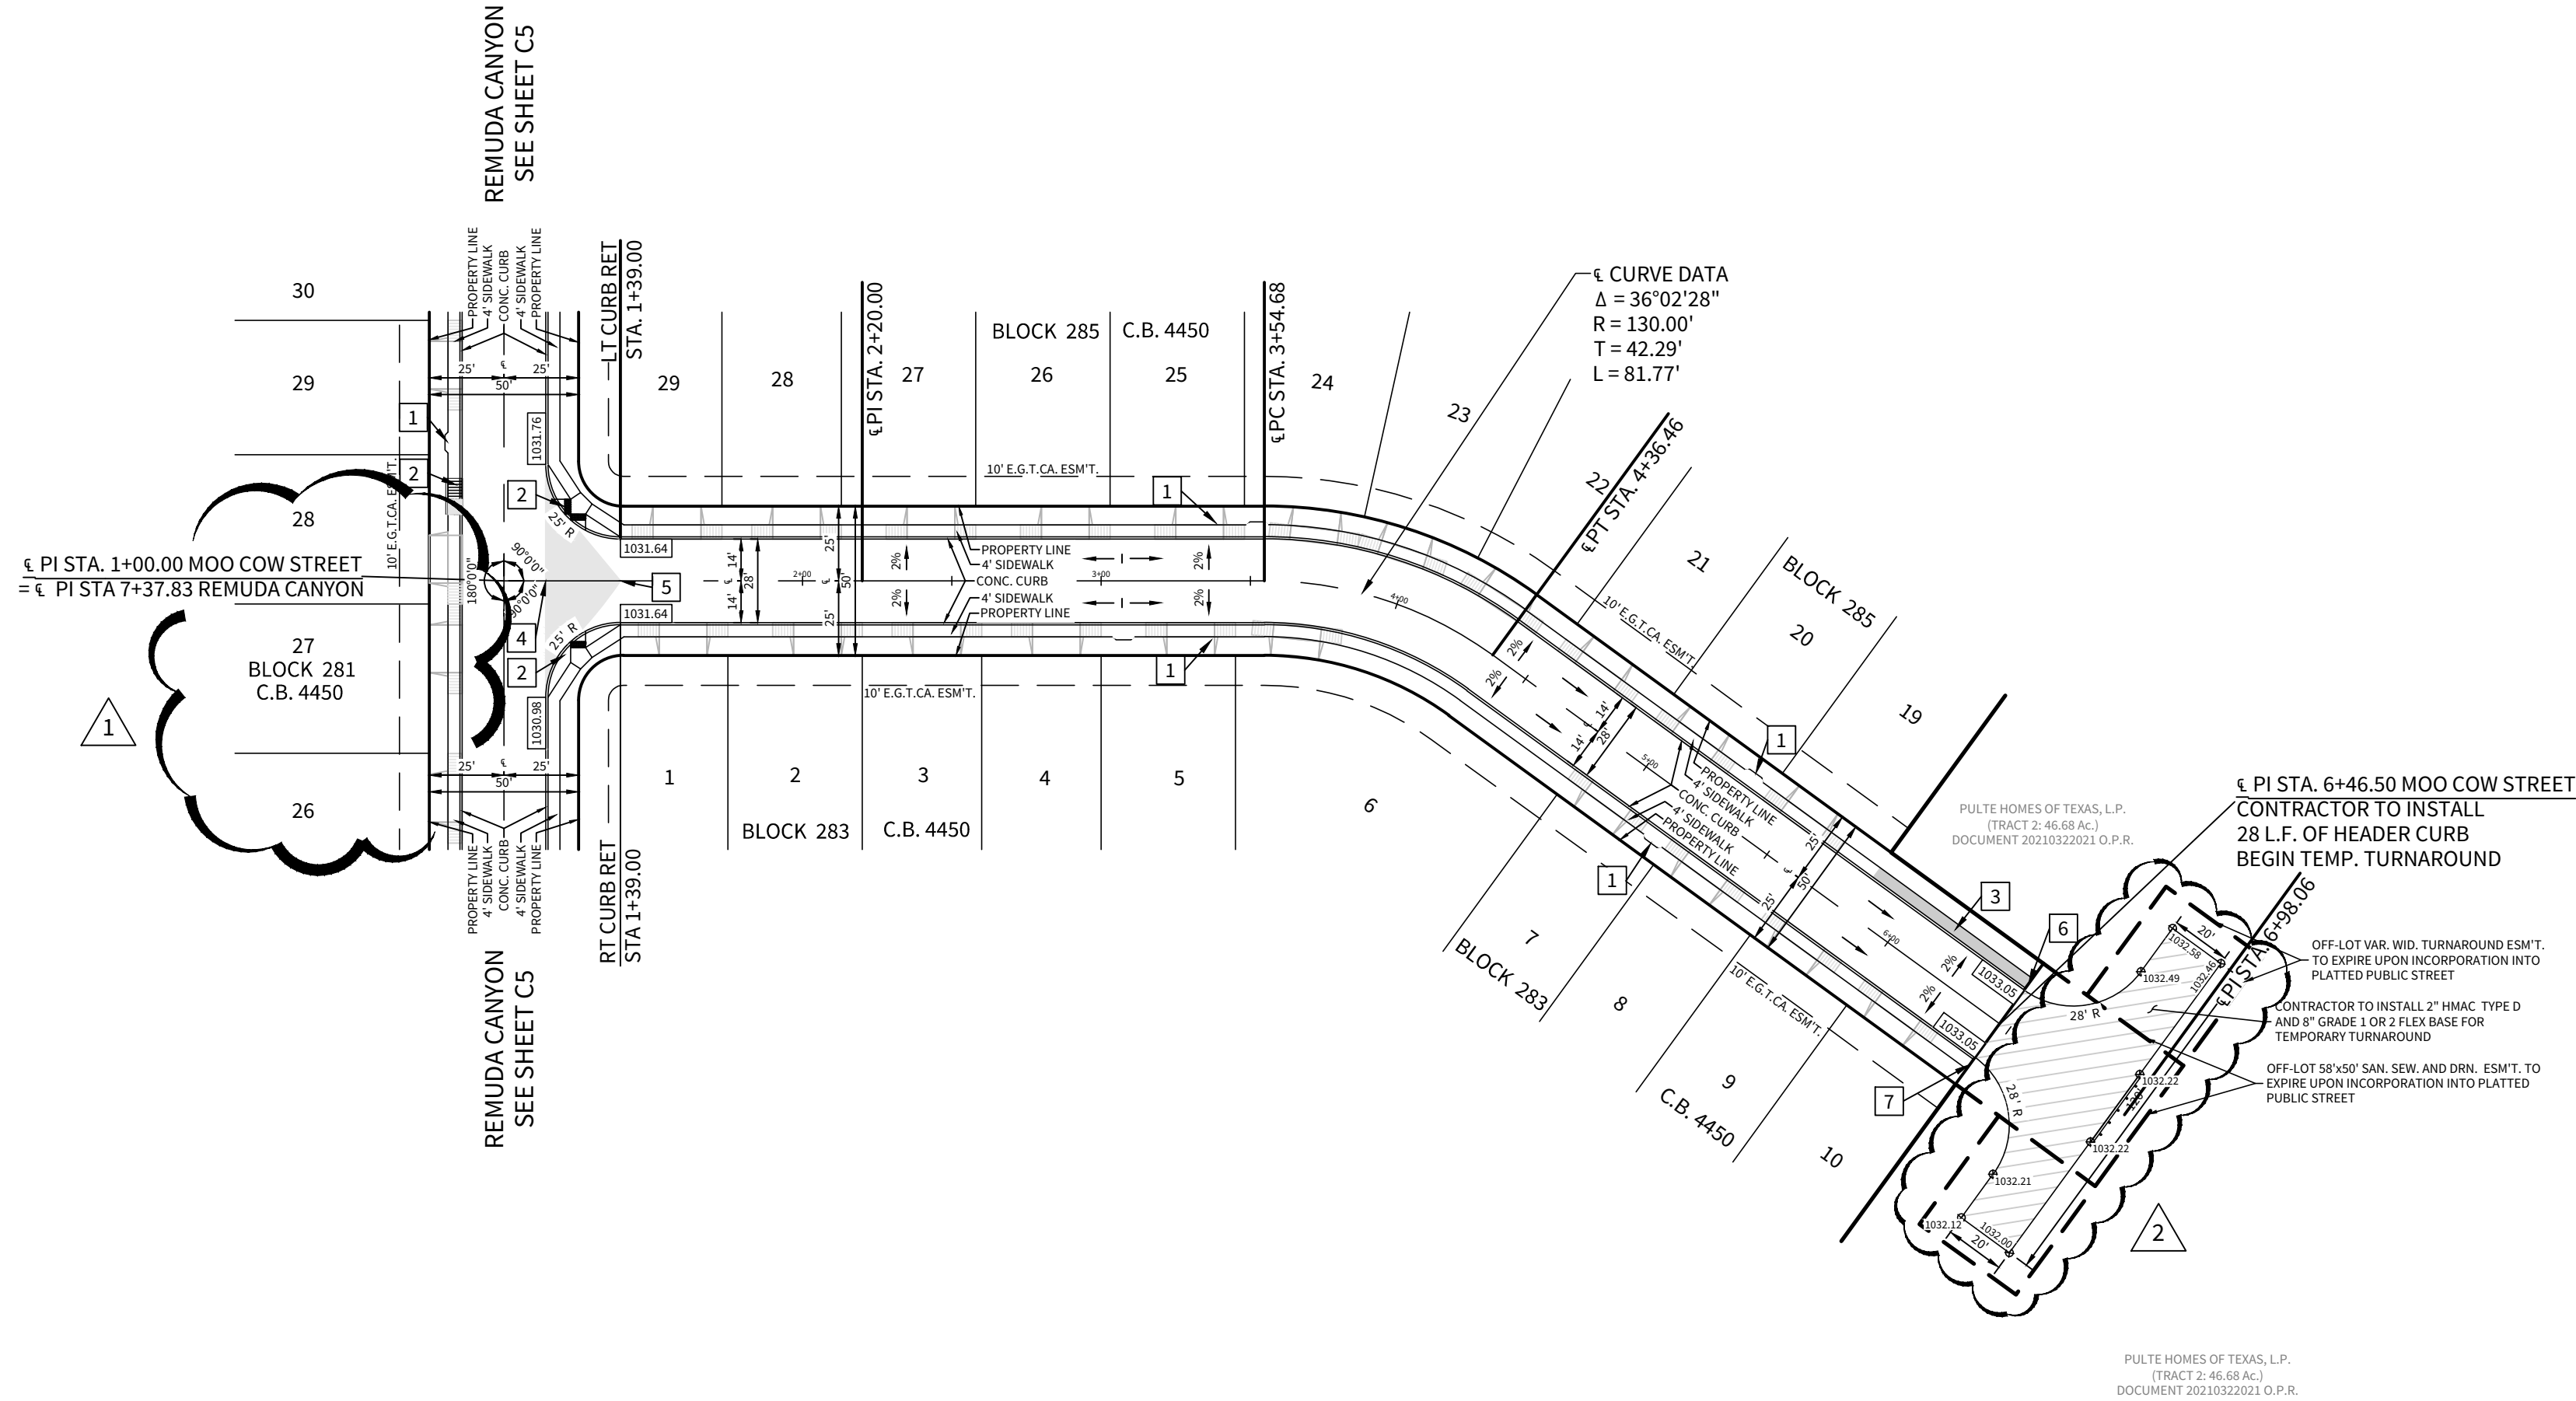 REMUDA CANYON
SEE SHEET C5
PROPERTY LINE
4' SIDEWALK
CONC. CURB
4' SIDEWALK
PROPERTY LINE
30
29
28
27
BLOCK 281
C.B. 4450
26
10' E.G.T.CA. ESM'T.
25'
℄
25'
50'
1
2
2
1031.76
25' R
℄ PI STA. 1+00.00 MOO COW STREET
= ℄ PI STA 7+37.83 REMUDA CANYON
180°0'0"
90°0'0"
90°0'0"
4
5
2
25' R
1030.98
1
25'
℄
25'
50'
PROPERTY LINE
4' SIDEWALK
CONC. CURB
4' SIDEWALK
PROPERTY LINE
REMUDA CANYON
SEE SHEET C5
LT CURB RET
STA. 1+39.00
RT CURB RET
STA 1+39.00
1031.64
1031.64
29
28
℄ PI STA. 2+20.00
27
BLOCK 285
C.B. 4450
26
25
℄ PC STA. 3+54.68
24
23
22
21
BLOCK 285
20
19
10' E.G.T.CA. ESM'T.
1
14'
28'
14'
℄
2+00
℄
25'
50'
25'
2%
2%
PROPERTY LINE
4' SIDEWALK
CONC. CURB
4' SIDEWALK
PROPERTY LINE
3+00
2%
2%
1
10' E.G.T.CA. ESM'T.
1
2
3
4
5
6
BLOCK 283
C.B. 4450
℄ CURVE DATA
Δ = 36°02'28"
R = 130.00'
T = 42.29'
L = 81.77'
℄ PT STA. 4+36.46
4+00
10' E.G.T.CA. ESM'T.
2%
2%
14'
℄
14'
28'
5+00
1
PROPERTY LINE
4' SIDEWALK
CONC. CURB
4' SIDEWALK
PROPERTY LINE
1
25'
℄
50'
25'
7
BLOCK 283
8
9
C.B. 4450
10
10' E.G.T.CA. ESM'T.
6+00
2%
2%
1033.05
1033.05
3
6
7
PULTE HOMES OF TEXAS, L.P.
(TRACT 2: 46.68 Ac.)
DOCUMENT 20210322021 O.P.R.
℄ PI STA. 6+46.50 MOO COW STREET
CONTRACTOR TO INSTALL
28 L.F. OF HEADER CURB
BEGIN TEMP. TURNAROUND
℄ PI STA. 6+98.06
20'
1032.58
1032.49
1032.46
28' R
28' R
1032.22
120'
1032.22
1032.21
1032.12
1032.00
20'
OFF-LOT VAR. WID. TURNAROUND ESM'T.
TO EXPIRE UPON INCORPORATION INTO
PLATTED PUBLIC STREET
CONTRACTOR TO INSTALL 2" HMAC TYPE D
AND 8" GRADE 1 OR 2 FLEX BASE FOR
TEMPORARY TURNAROUND
OFF-LOT 58'x50' SAN. SEW. AND DRN. ESM'T. TO
EXPIRE UPON INCORPORATION INTO PLATTED
PUBLIC STREET
2
PULTE HOMES OF TEXAS, L.P.
(TRACT 2: 46.68 Ac.)
DOCUMENT 20210322021 O.P.R.